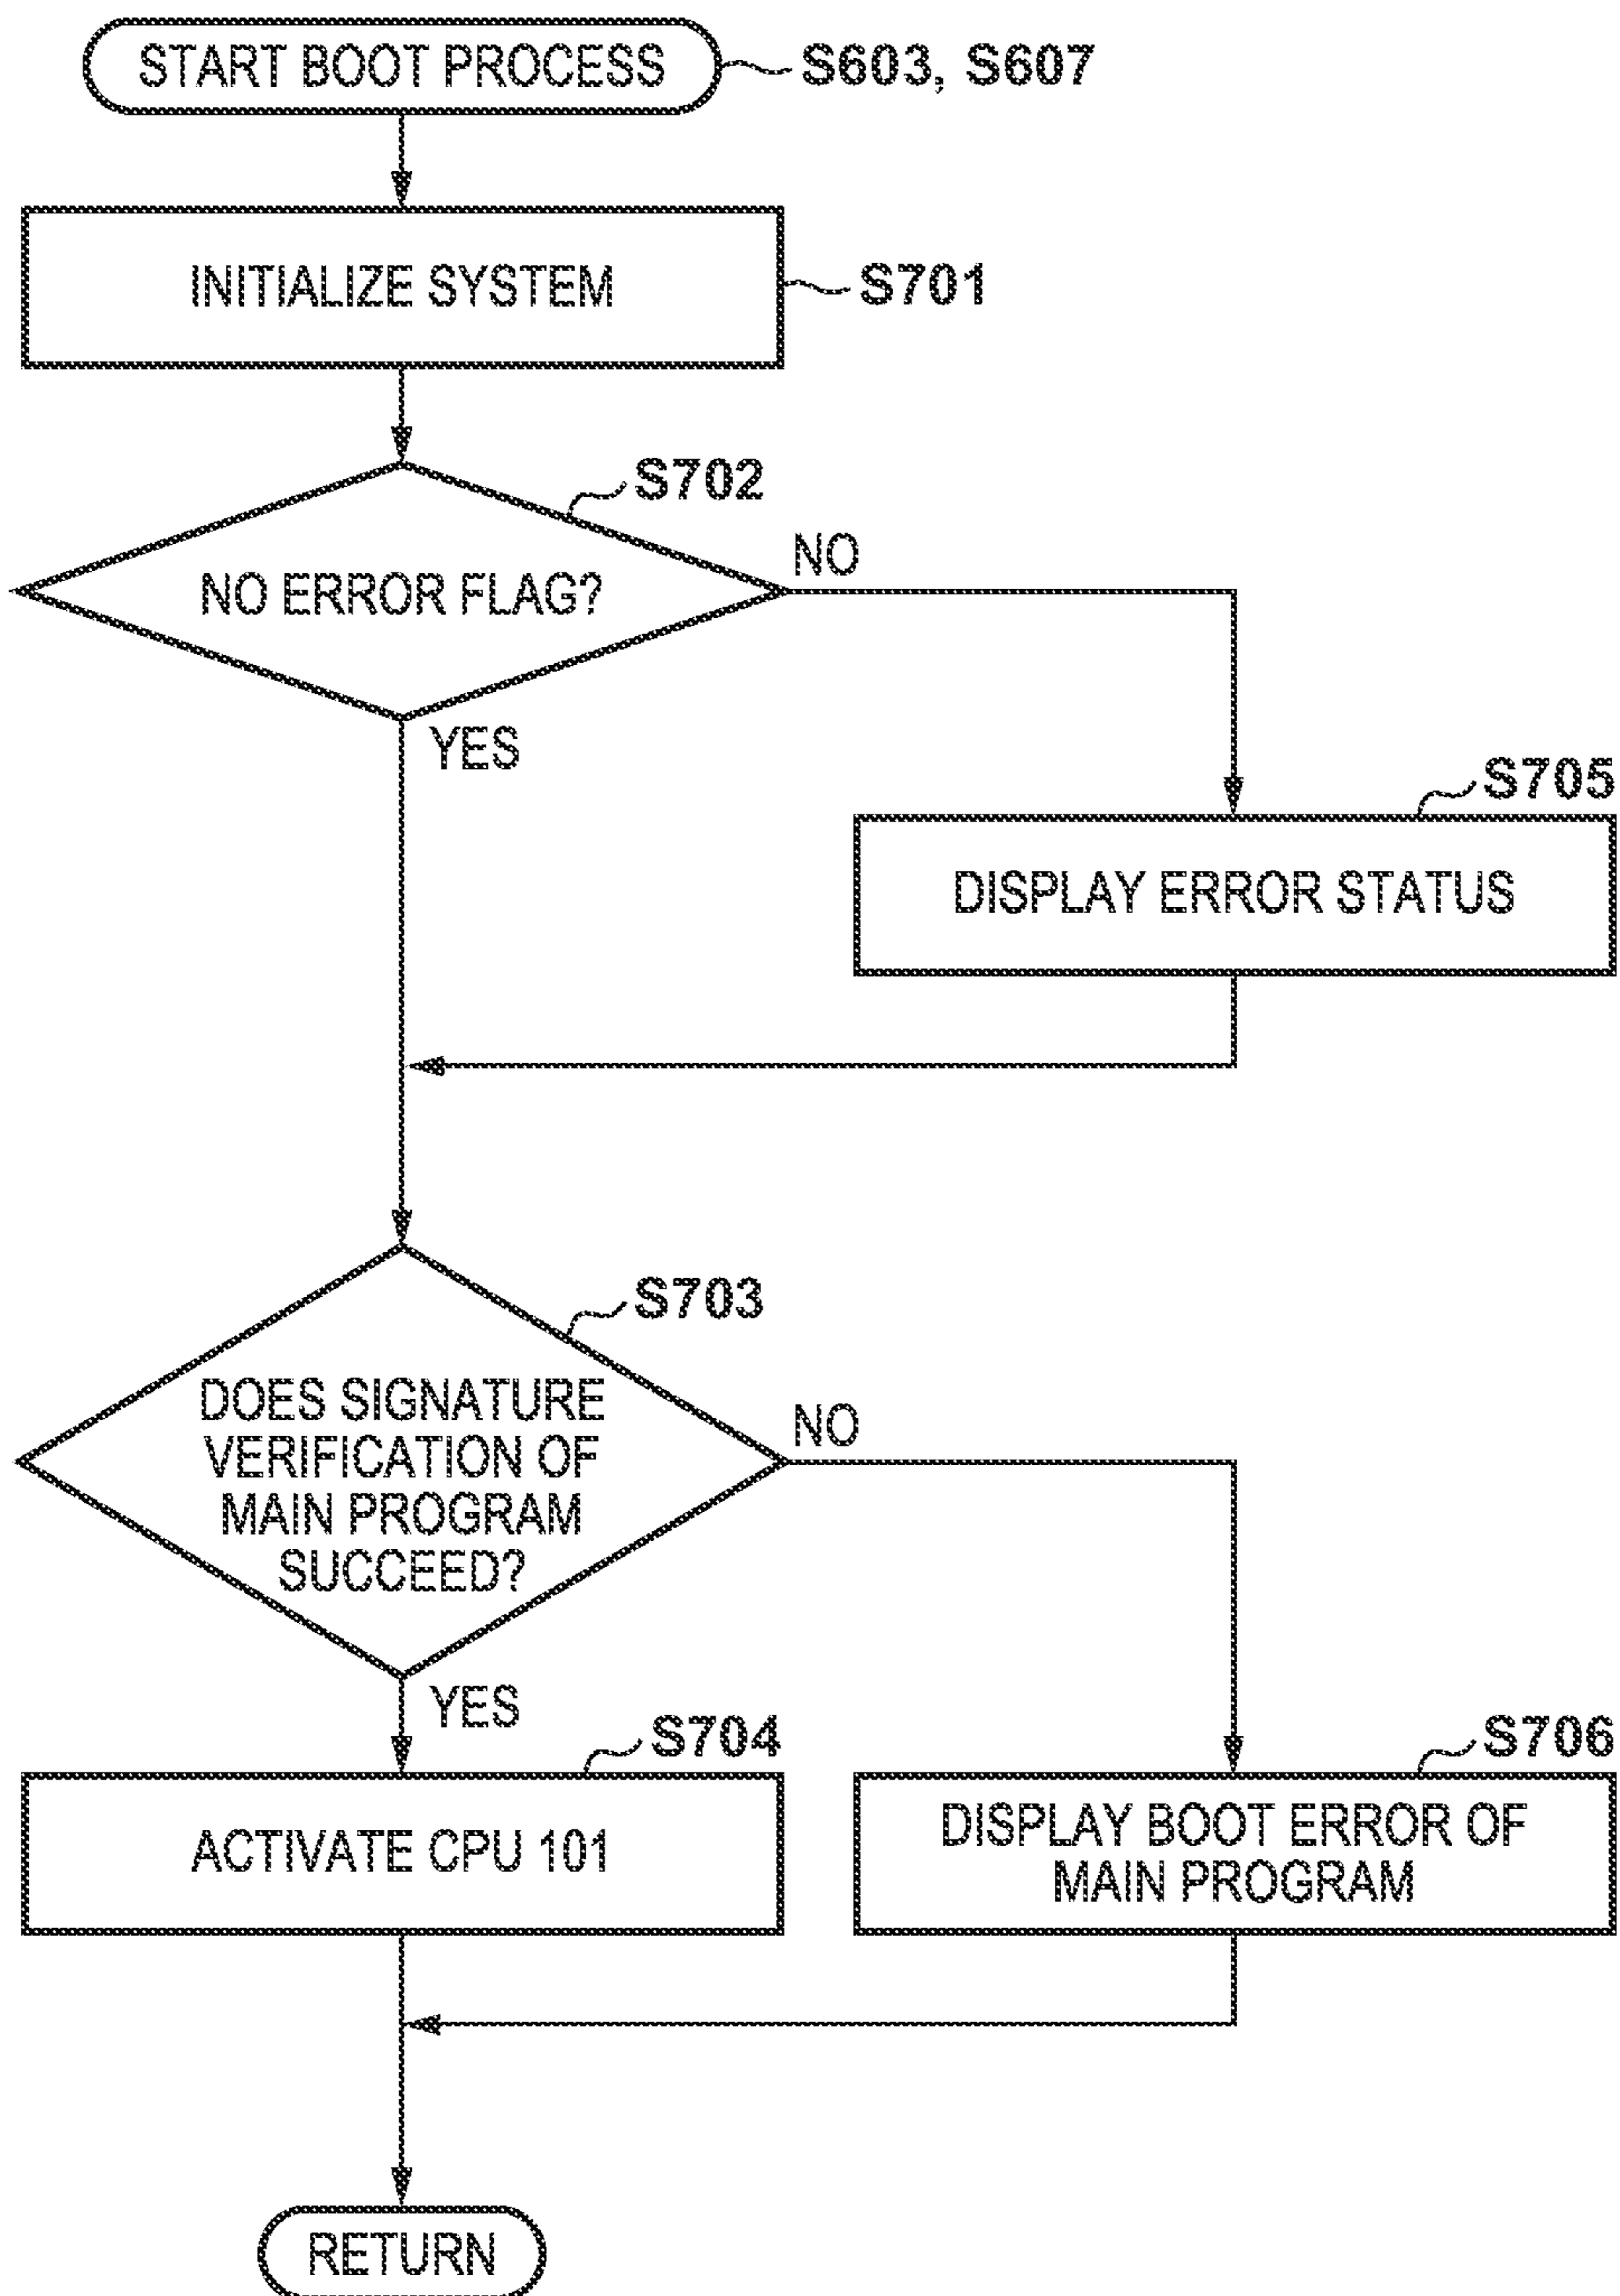 START BOOT PROCESS
S603, S607
INITIALIZE SYSTEM
S701
S702
NO ERROR FLAG?
NO
YES
S705
DISPLAY ERROR STATUS
S703
DOES SIGNATURE
VERIFICATION OF
MAIN PROGRAM
SUCCEED?
NO
YES
S704
ACTIVATE CPU 101
S706
DISPLAY BOOT ERROR OF
MAIN PROGRAM
RETURN